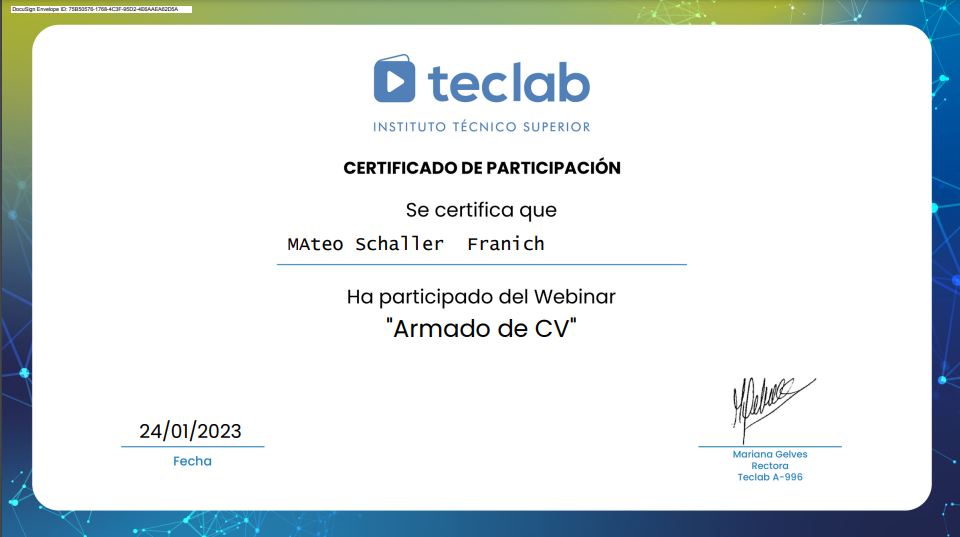 DocuSign Envelope ID: 75B50576-1768-4C3F-95D2-4E6AAEA62D5A
teclab
INSTITUTO TÉCNICO SUPERIOR
CERTIFICADO DE PARTICIPACIÓN
Se certifica que
MAteo Schaller Franich
Ha participado del Webinar
"Armado de CV"
24/01/2023
Fecha
Mariana Gelves
Rectora
Teclab A-996